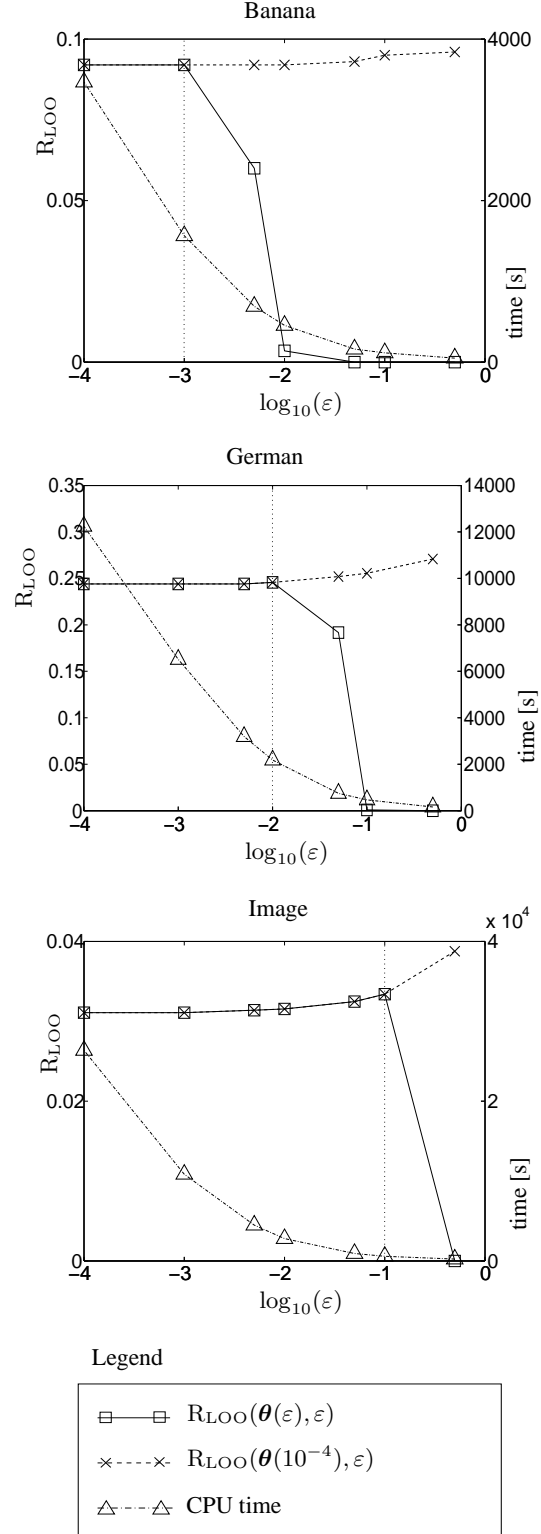 Banana
0.1
0.05
0
R_LOO
4000
2000
0
time [s]
−4 −3 −2 −1 0
log₁₀(ε)
German
0.35
0.3
0.25
0.2
0.15
0.1
0.05
0
R_LOO
14000
12000
10000
8000
6000
4000
2000
0
time [s]
−4 −3 −2 −1 0
log₁₀(ε)
Image
x 10⁴
0.04
0.02
0
R_LOO
4
2
0
time [s]
−4 −3 −2 −1 0
log₁₀(ε)
Legend
R_LOO(θ(ε), ε)
R_LOO(θ(10⁻⁴), ε)
CPU time